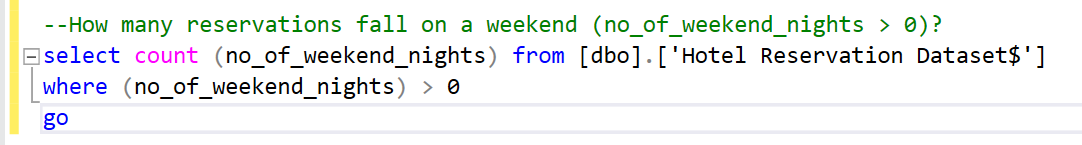 --How many reservations fall on a weekend (no_of_weekend_nights > 0)?
select count (no_of_weekend_nights) from [dbo].['Hotel Reservation Dataset$']
where (no_of_weekend_nights) > 0
go